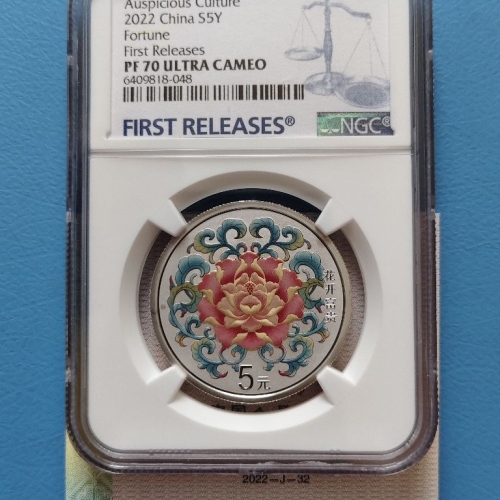 Auspicious Culture
2022 China S5Y
Fortune
First Releases
PF 70 ULTRA CAMEO
6409818-048
FIRST RELEASES®
NGC®
花开富贵
5元
2022-J-32